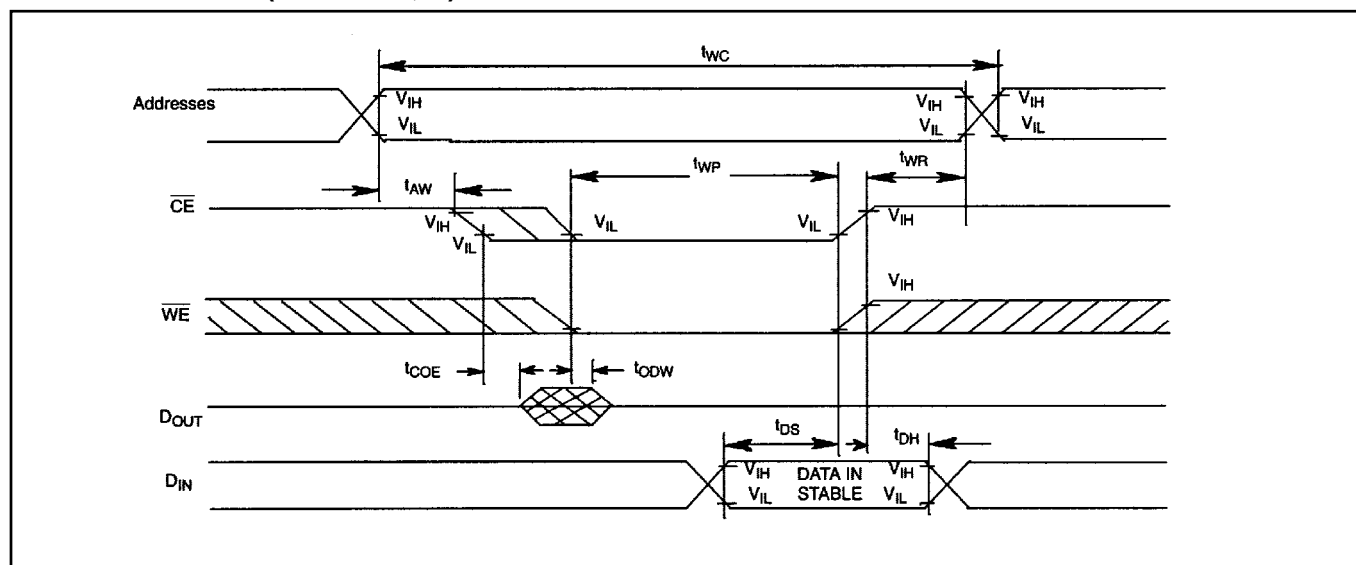 tWC
Addresses
VIH
VIH
VIH
VIL
VIL
VIL
tWP
tWR
tAW
CE
VIH
VIL
VIL
VIL
VIH
VIH
WE
tCOE
tODW
DOUT
tDS
tDH
DIN
VIH
DATA IN
VIH
VIL
STABLE
VIL